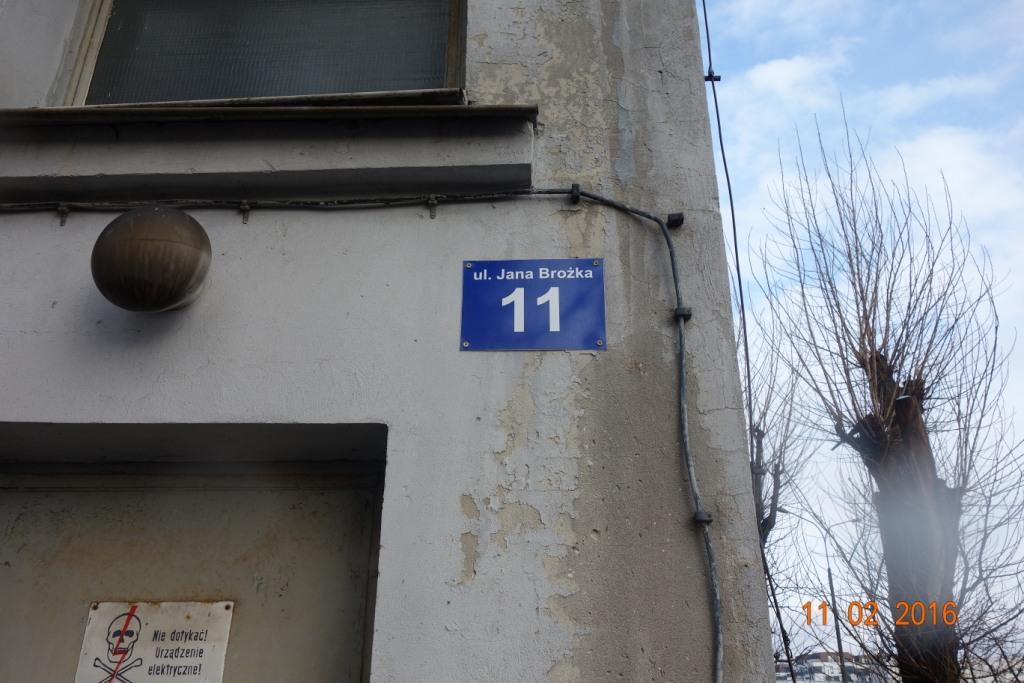 ul. Jana Brożka
11
Nie dotykać!
Urządzenie
elektryczne!
11 02 2016